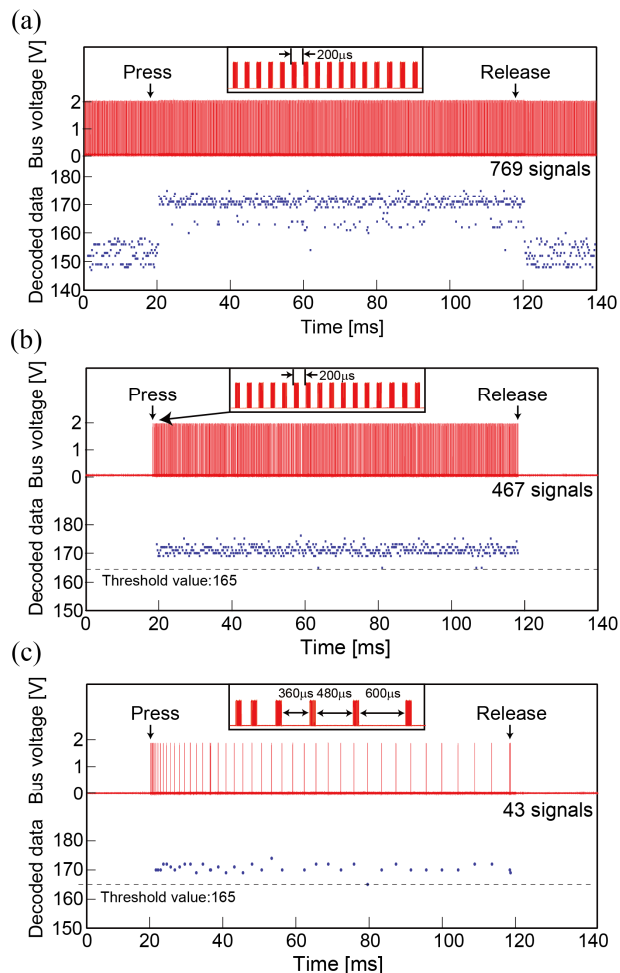 (a)
200μs
Press
Release
Bus voltage [V]
2
1
0
769 signals
Decoded data
180
170
160
150
140
0 20 40 60 80 100 120 140
Time [ms]
(b)
200μs
Press
Release
Bus voltage [V]
2
1
0
467 signals
Decoded data
180
170
160
150
Threshold value:165
0 20 40 60 80 100 120 140
Time [ms]
(c)
360μs 480μs 600μs
Press
Release
Bus voltage [V]
2
1
0
43 signals
Decoded data
180
170
160
150
Threshold value:165
0 20 40 60 80 100 120 140
Time [ms]